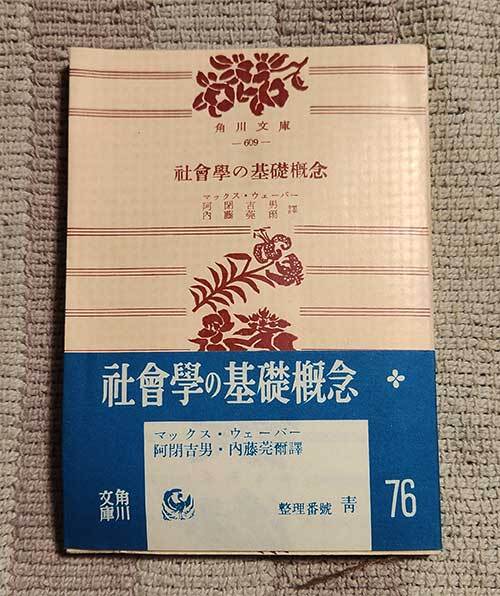 角川文庫
—609—
社會學の基礎概念
マックス・ウェーバー
阿閉吉男
內藤莞爾 譯
社會學の基礎槪念
マックス・ウェーバー
阿閉吉男・內藤莞爾譯
角川文庫
整理番號 靑 76